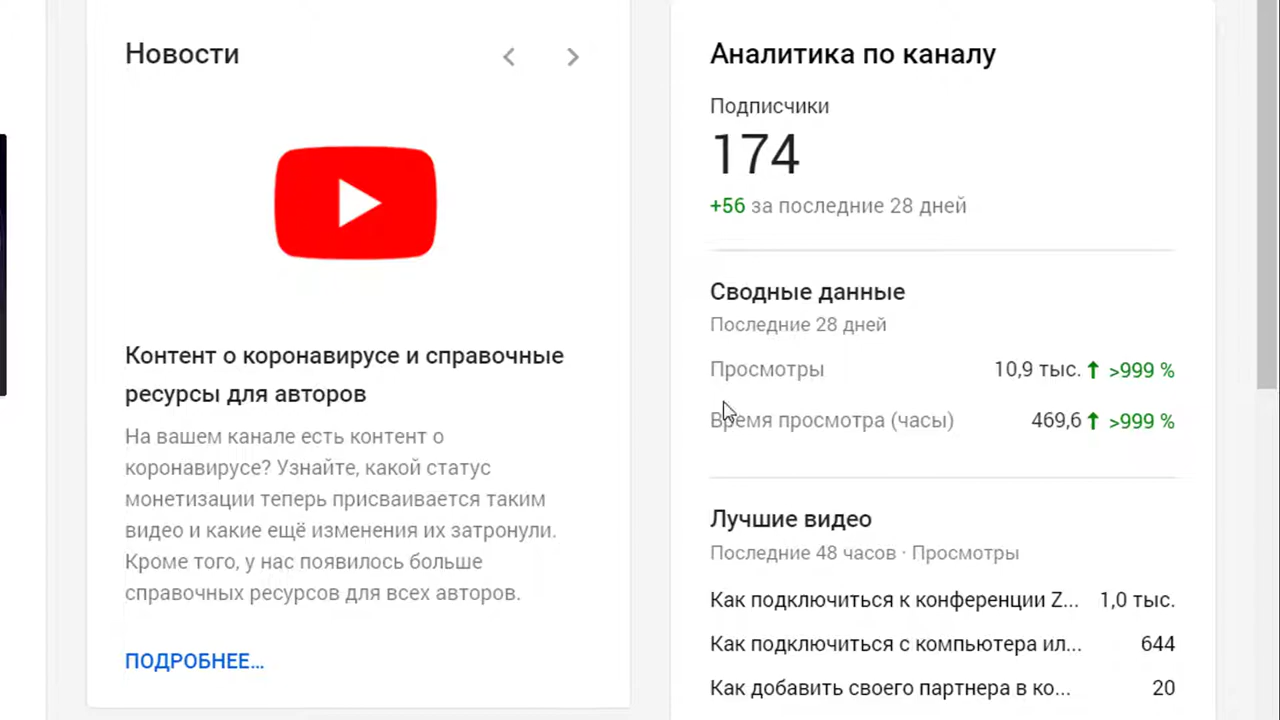 Новости
Контент о коронавирусе и справочные
ресурсы для авторов
На вашем канале есть контент о
коронавирусе? Узнайте, какой статус
монетизации теперь присваивается таким
видео и какие ещё изменения их затронули.
Кроме того, у нас появилось больше
справочных ресурсов для всех авторов.
ПОДРОБНЕЕ...
Аналитика по каналу
Подписчики
174
+56 за последние 28 дней
Сводные данные
Последние 28 дней
Просмотры 10,9 тыс. >999 %
Время просмотра (часы) 469,6 >999 %
Лучшие видео
Последние 48 часов · Просмотры
Как подключиться к конференции Z... 1,0 тыс.
Как подключиться с компьютера ил... 644
Как добавить своего партнера в ко... 20